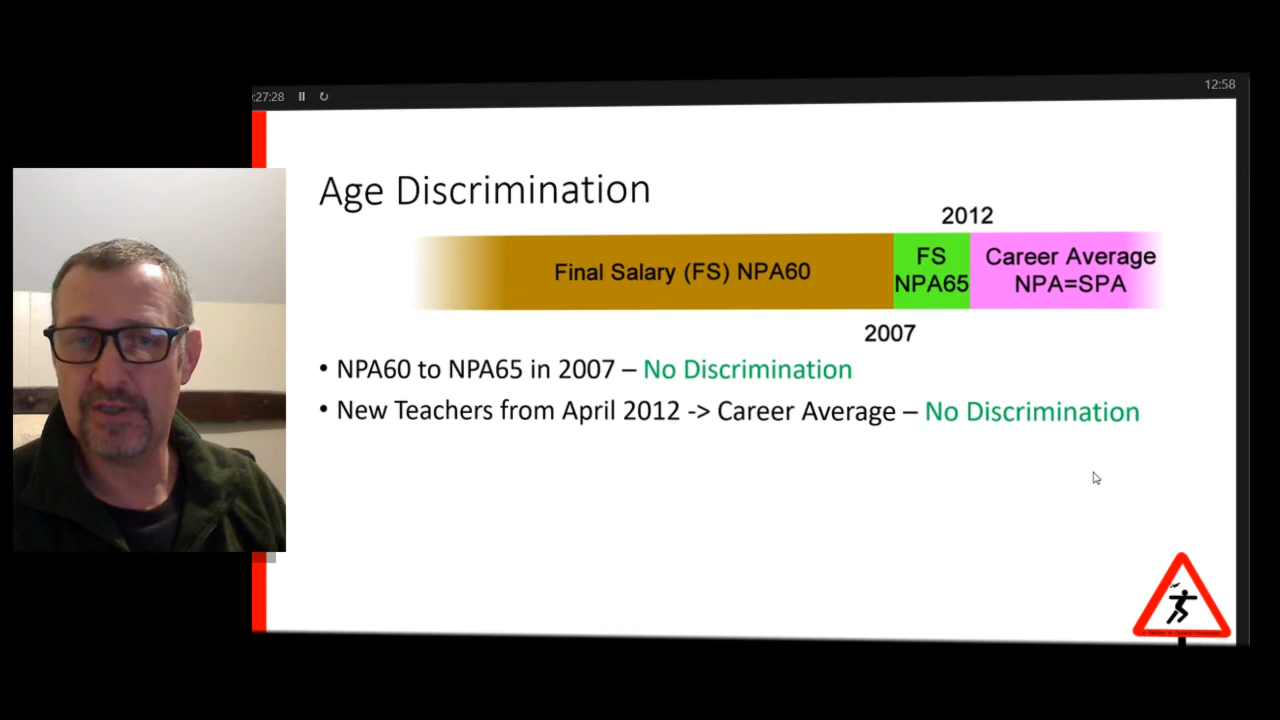 :27:28
12:58
Age Discrimination
2012
Final Salary (FS) NPA60
FS
NPA65
Career Average
NPA=SPA
2007
• NPA60 to NPA65 in 2007 – No Discrimination
• New Teachers from April 2012 -> Career Average – No Discrimination